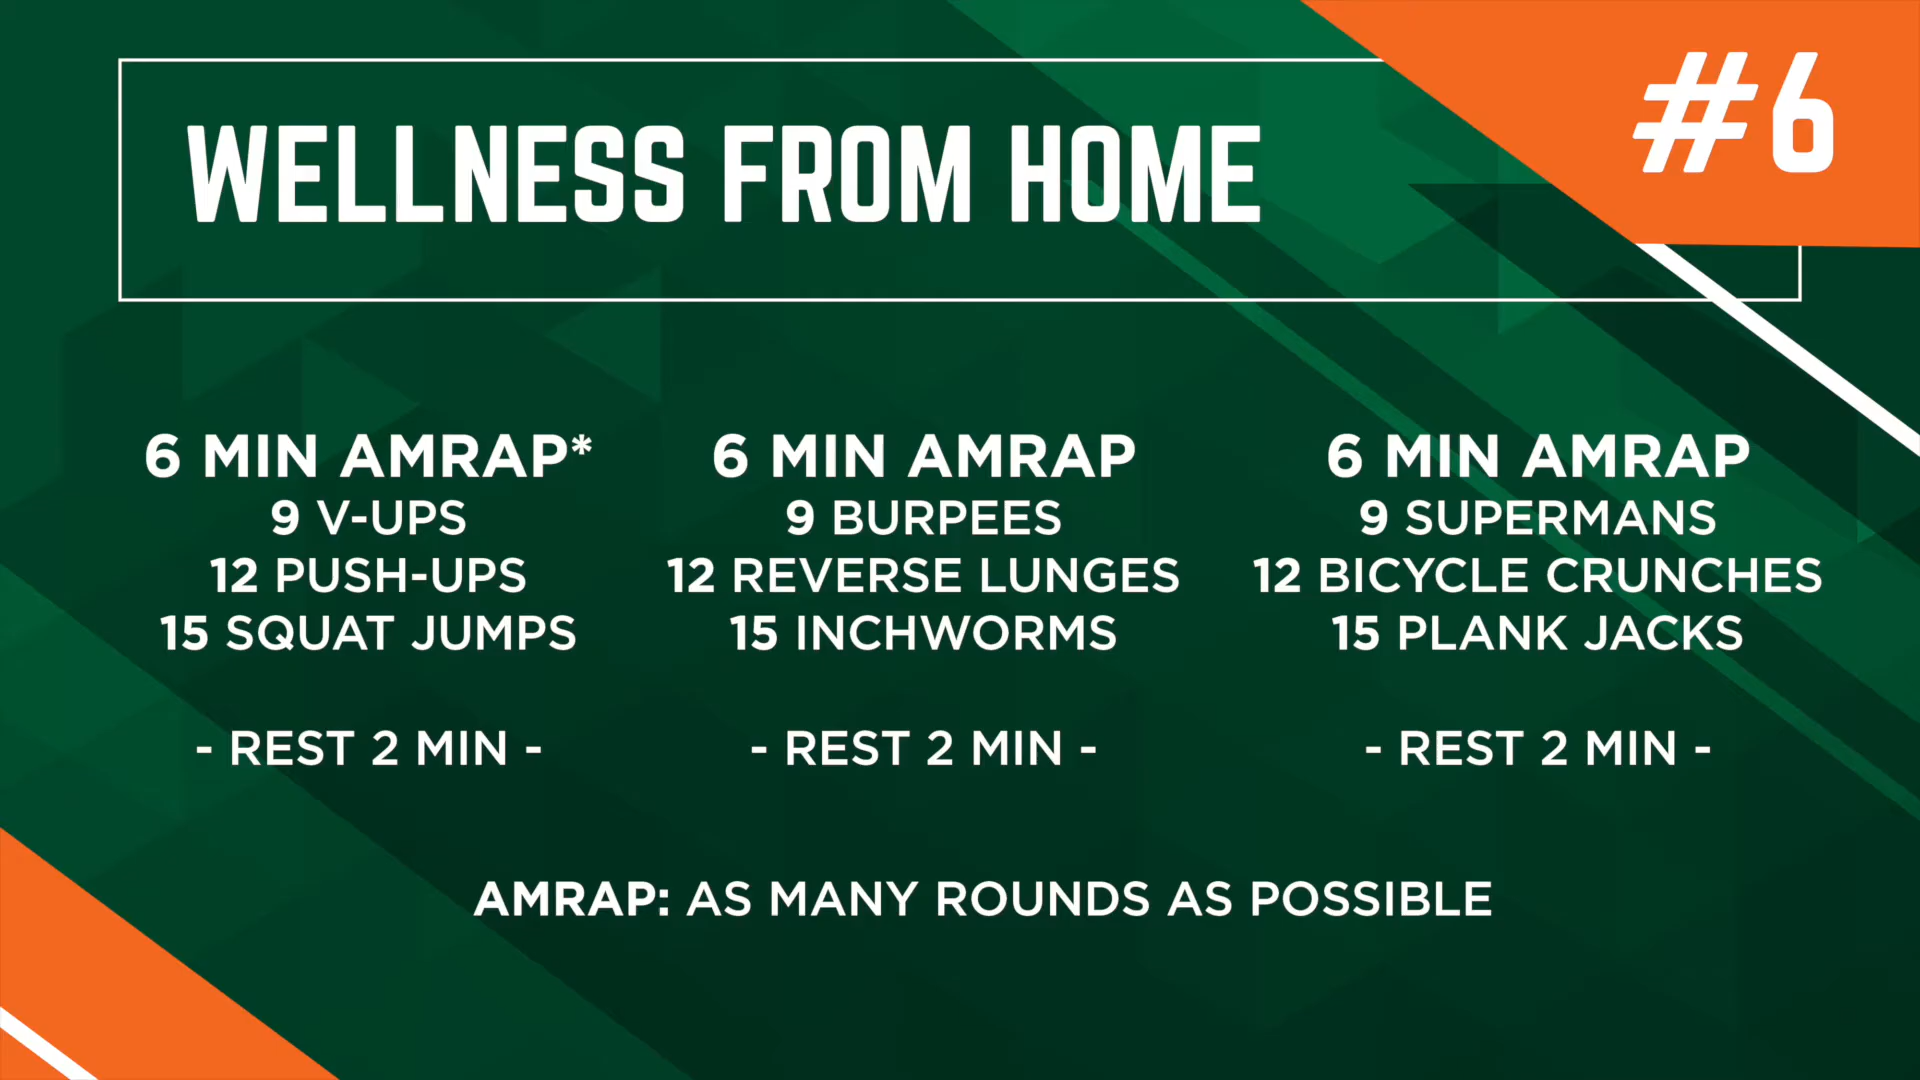 #6
WELLNESS FROM HOME
6 MIN AMRAP*
9 V-UPS
12 PUSH-UPS
15 SQUAT JUMPS
- REST 2 MIN -
6 MIN AMRAP
9 BURPEES
12 REVERSE LUNGES
15 INCHWORMS
- REST 2 MIN -
6 MIN AMRAP
9 SUPERMANS
12 BICYCLE CRUNCHES
15 PLANK JACKS
- REST 2 MIN -
AMRAP: AS MANY ROUNDS AS POSSIBLE